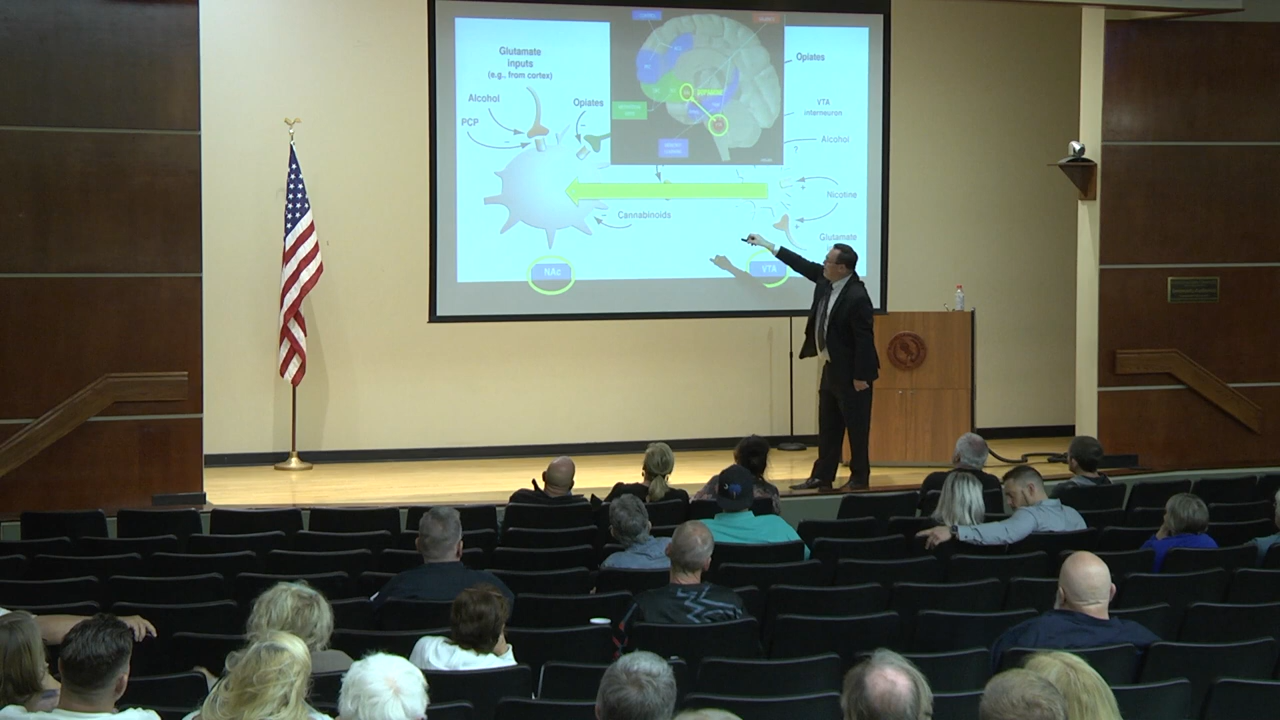 Glutamate
inputs
(e.g., from cortex)
Alcohol
PCP
Opiates
Opiates
VTA
interneuron
Alcohol
?
Nicotine
Cannabinoids
Glutamate
NAc
VTA